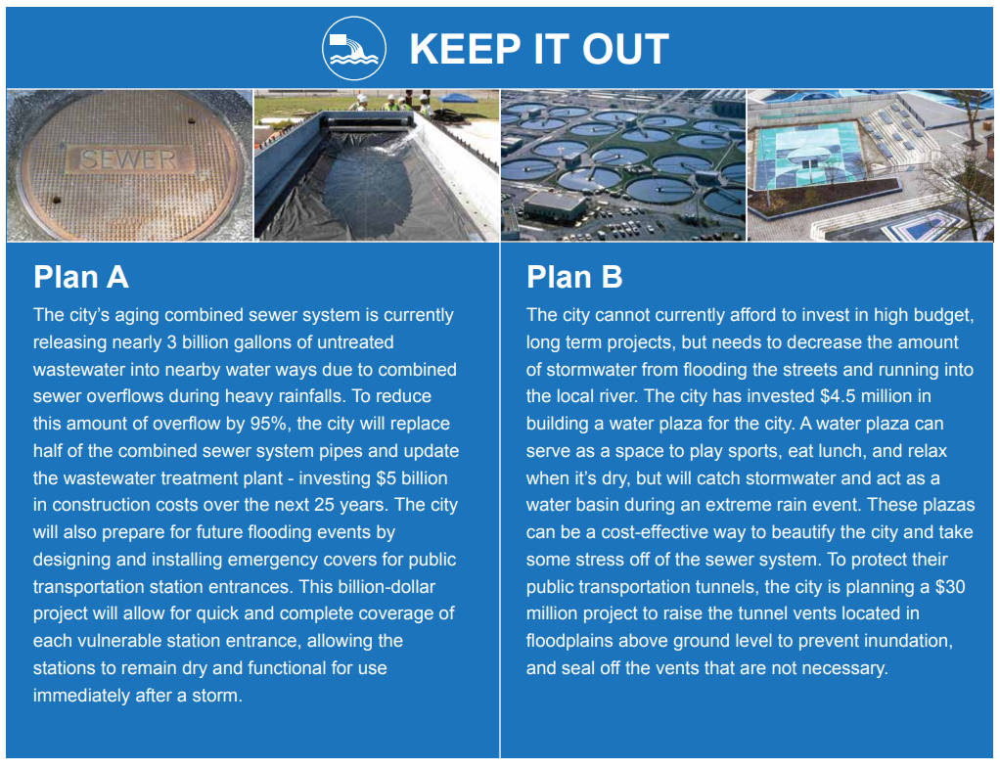 KEEP IT OUT
SEWER
Plan A
The city’s aging combined sewer system is currently
releasing nearly 3 billion gallons of untreated
wastewater into nearby water ways due to combined
sewer overflows during heavy rainfalls. To reduce
this amount of overflow by 95%, the city will replace
half of the combined sewer system pipes and update
the wastewater treatment plant - investing $5 billion
in construction costs over the next 25 years. The city
will also prepare for future flooding events by
designing and installing emergency covers for public
transportation station entrances. This billion-dollar
project will allow for quick and complete coverage of
each vulnerable station entrance, allowing the
stations to remain dry and functional for use
immediately after a storm.
Plan B
The city cannot currently afford to invest in high budget,
long term projects, but needs to decrease the amount
of stormwater from flooding the streets and running into
the local river. The city has invested $4.5 million in
building a water plaza for the city. A water plaza can
serve as a space to play sports, eat lunch, and relax
when it’s dry, but will catch stormwater and act as a
water basin during an extreme rain event. These plazas
can be a cost-effective way to beautify the city and take
some stress off of the sewer system. To protect their
public transportation tunnels, the city is planning a $30
million project to raise the tunnel vents located in
floodplains above ground level to prevent inundation,
and seal off the vents that are not necessary.